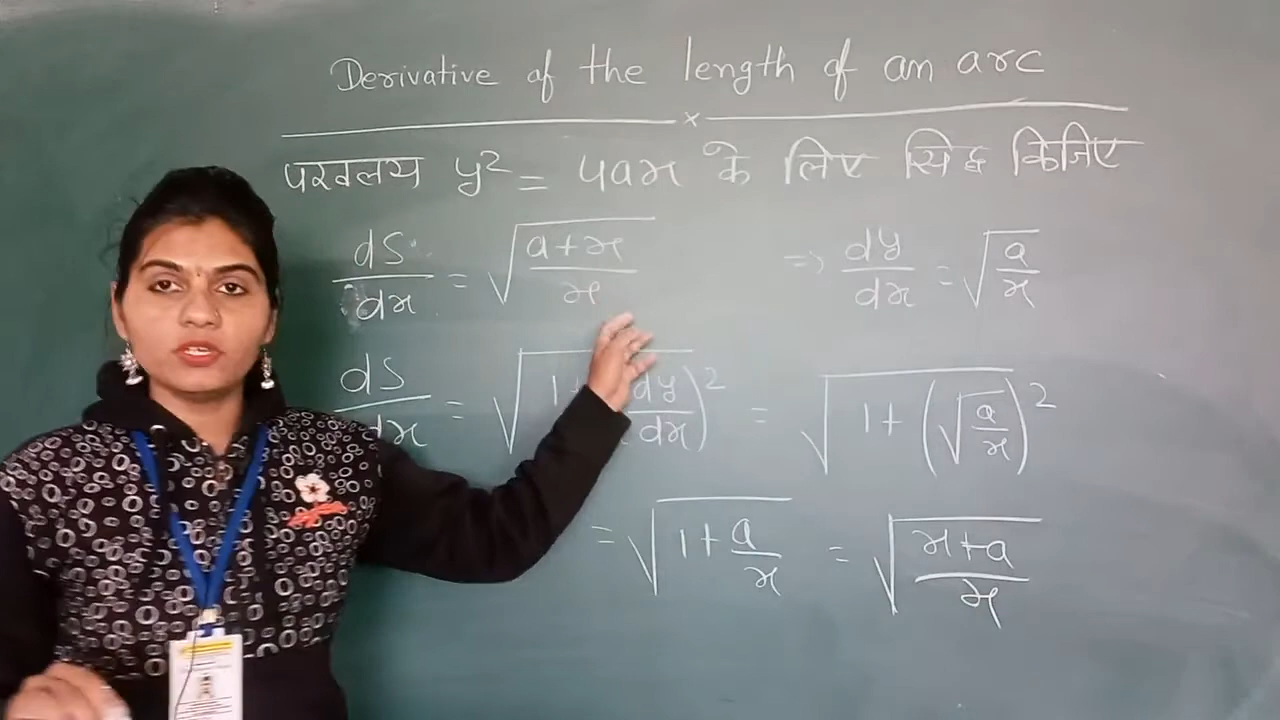 Derivative of the length of an arc
परवलय y² = 4ax के लिए सिद्ध किजिए
dS/dx = √((a+x)/x) => dy/dx = √(a/x)
dS/dx = √(1+(dy/dx)²) = √(1+(√(a/x))²)
= √(1+a/x) = √((x+a)/x)